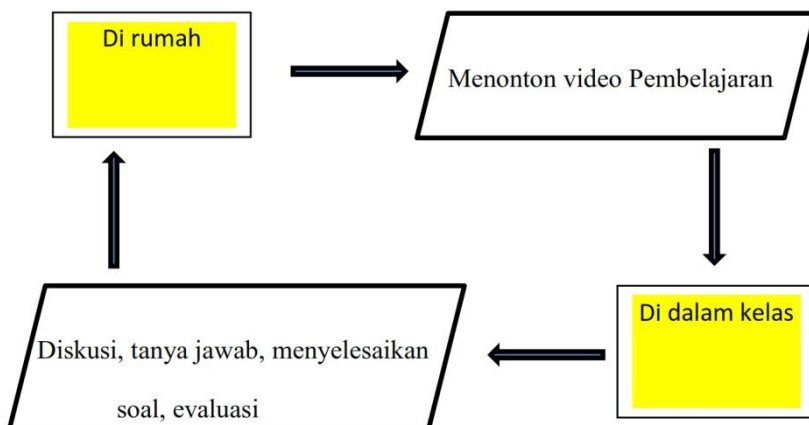 Di rumah
Menonton video Pembelajaran
Di dalam kelas
Diskusi, tanya jawab, menyelesaikan
soal, evaluasi